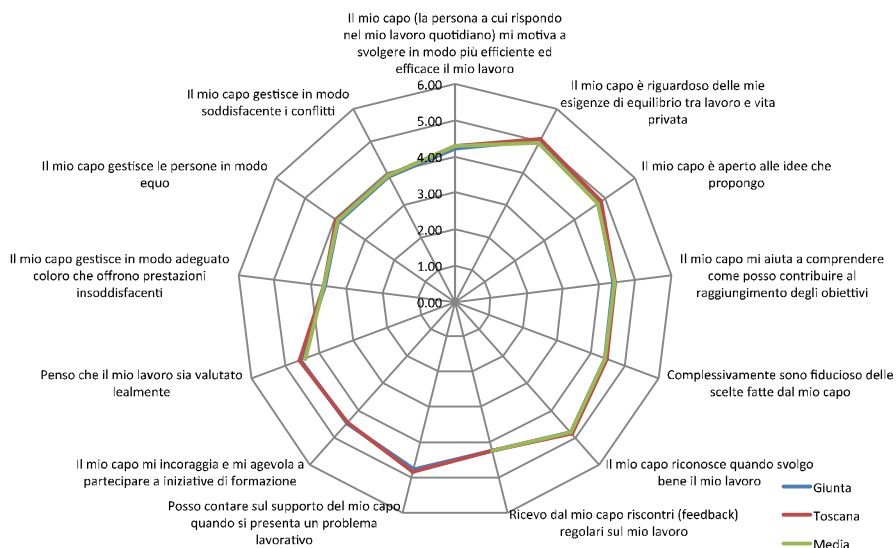 Il mio capo (la persona a cui rispondo
nel mio lavoro quotidiano) mi motiva a
svolgere in modo più efficiente ed
efficace il mio lavoro
Il mio capo è riguardoso delle mie
esigenze di equilibrio tra lavoro e vita
privata
Il mio capo è aperto alle idee che
propongo
Il mio capo mi aiuta a comprendere
come posso contribuire al
raggiungimento degli obiettivi
Complessivamente sono fiducioso delle
scelte fatte dal mio capo
Il mio capo riconosce quando svolgo
bene il mio lavoro
Ricevo dal mio capo riscontri (feedback)
regolari sul mio lavoro
Posso contare sul supporto del mio capo
quando si presenta un problema
lavorativo
Il mio capo mi incoraggia e mi agevola a
partecipare a iniziative di formazione
Penso che il mio lavoro sia valutato
lealmente
Il mio capo gestisce in modo adeguato
coloro che offrono prestazioni
insoddisfacenti
Il mio capo gestisce le persone in modo
equo
Il mio capo gestisce in modo
soddisfacente i conflitti
6.00
5.00
4.00
3.00
2.00
1.00
0.00
Giunta
Toscana
Media